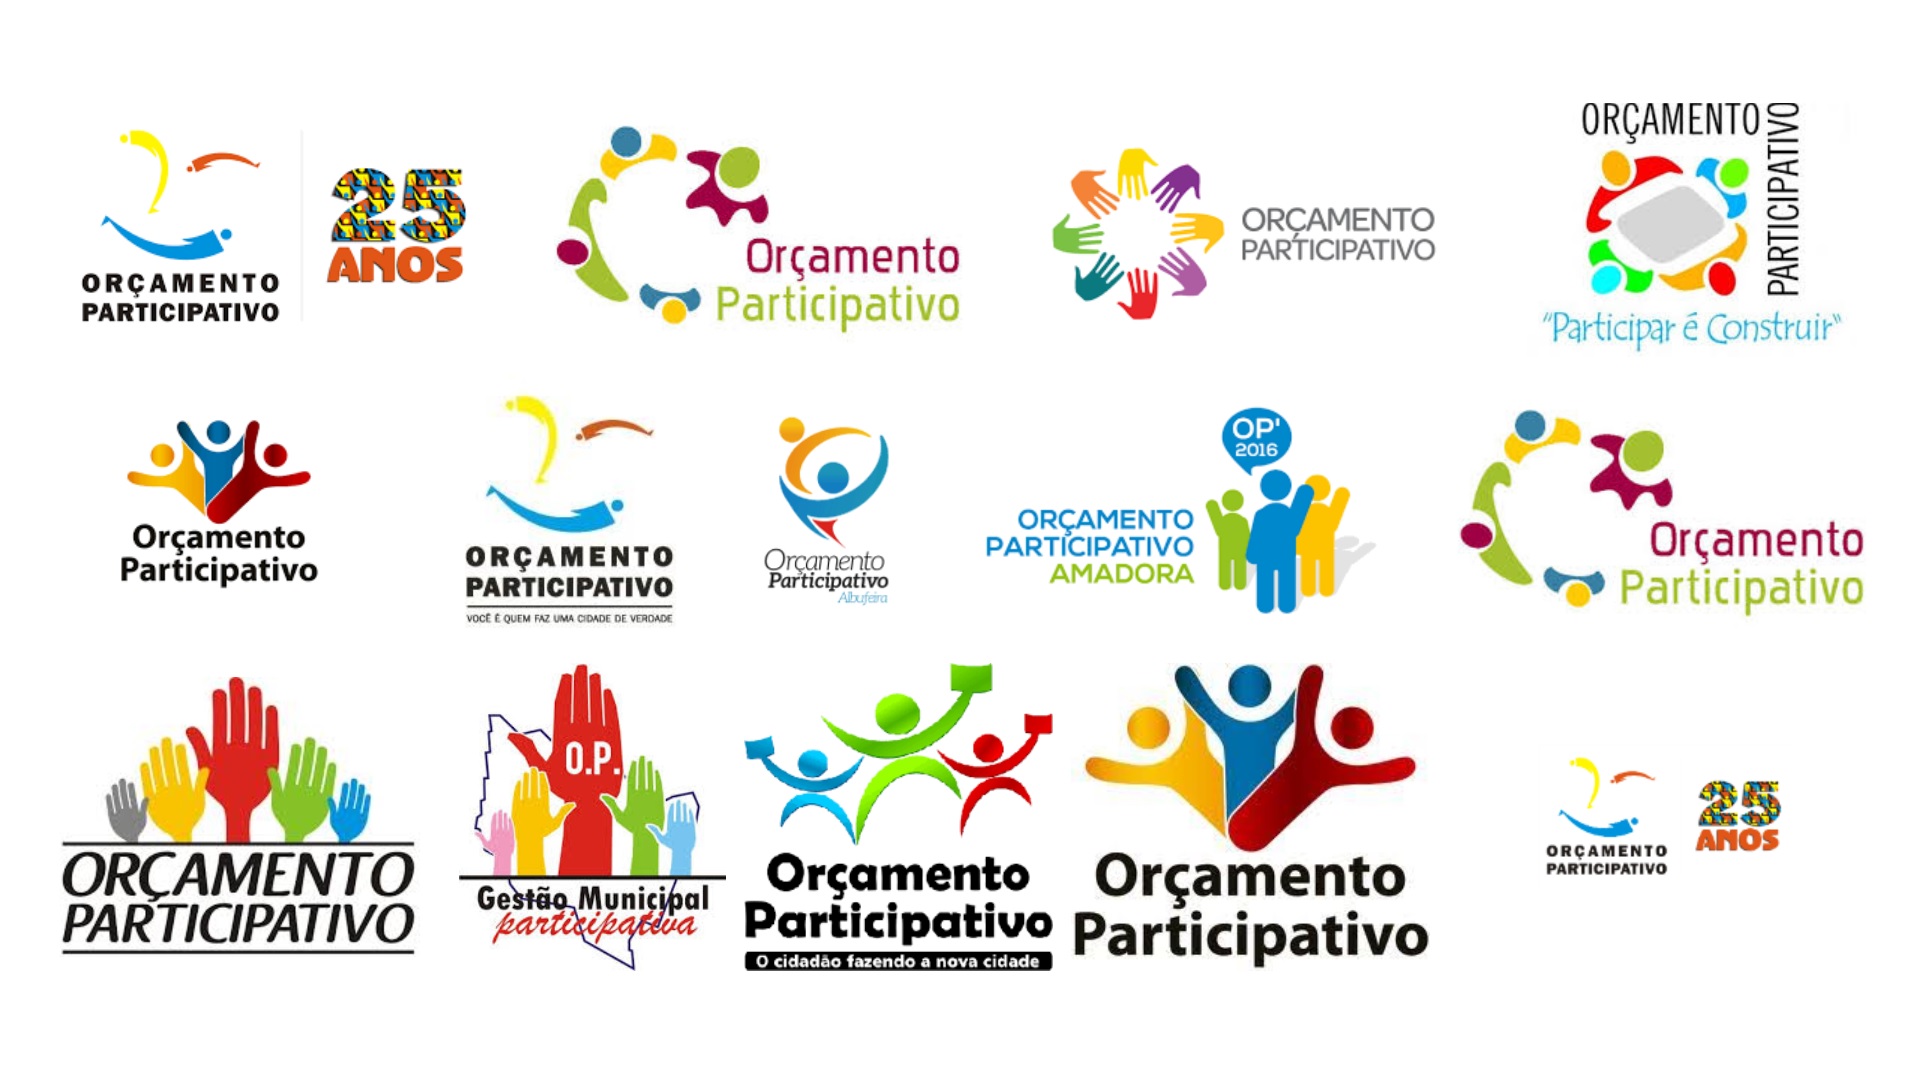 ORÇAMENTO
PARTICIPATIVO
25
ANOS
Orçamento
Participativo
ORÇAMENTO
PARTICIPATIVO
ORÇAMENTO
PARTICIPATIVO
"Participar é Construir"
Orçamento
Participativo
ORÇAMENTO
PARTICIPATIVO
VOCÊ É QUEM FAZ UMA CIDADE DE VERDADE
Orçamento
Participativo
Albufeira
OP'
2016
ORÇAMENTO
PARTICIPATIVO
AMADORA
Orçamento
Participativo
ORÇAMENTO
PARTICIPATIVO
O.P.
Gestão Municipal
participativa
Orçamento
Participativo
O cidadão fazendo a nova cidade
Orçamento
Participativo
ORÇAMENTO
PARTICIPATIVO
25
ANOS